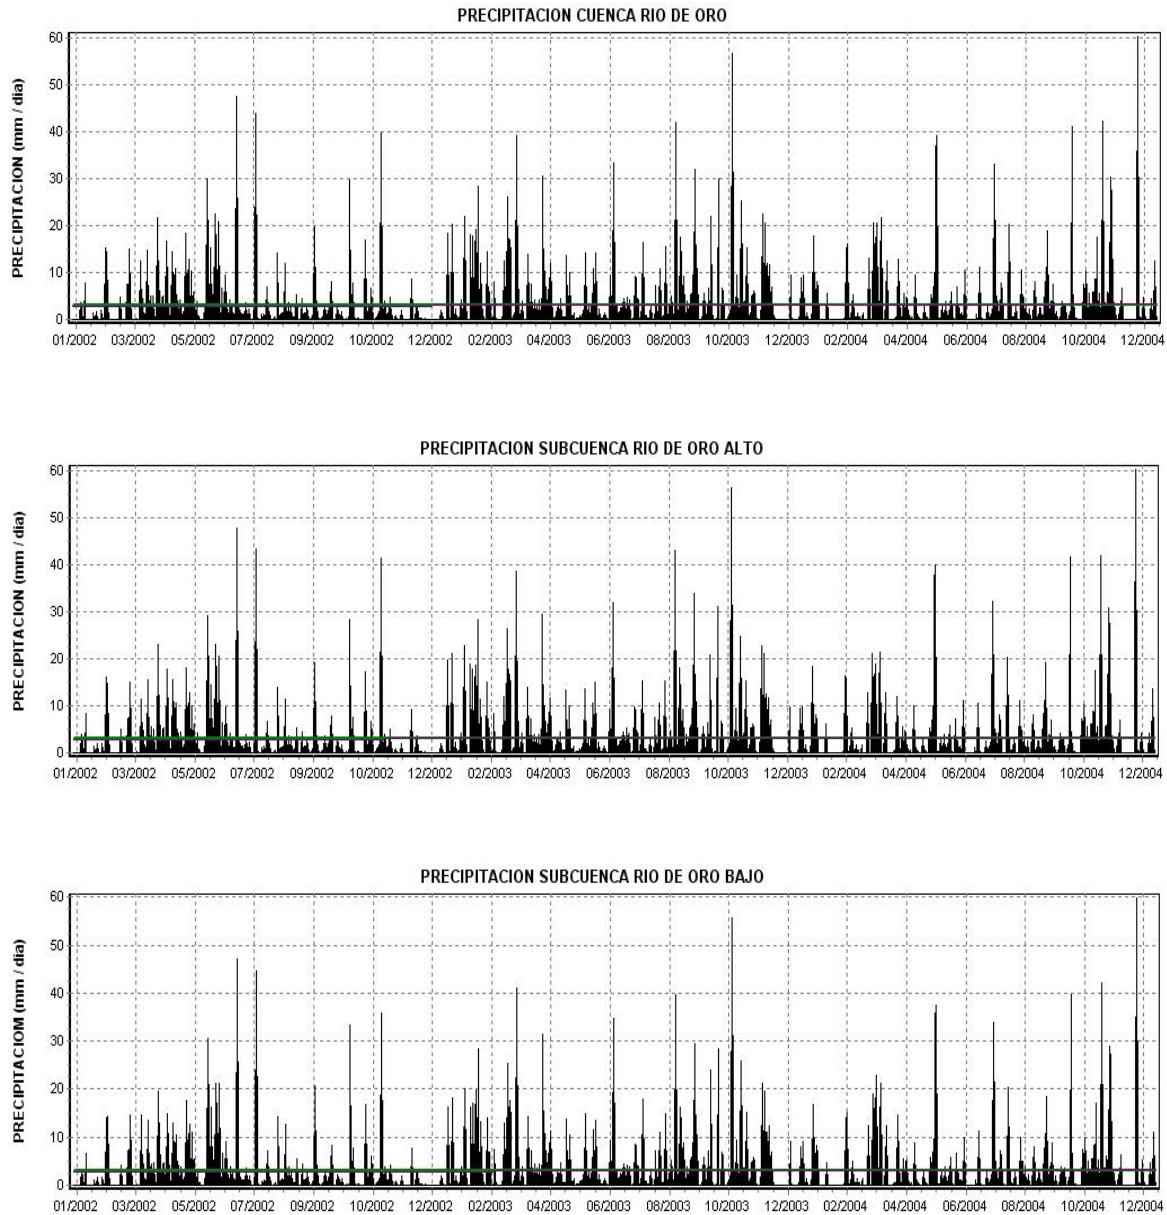 PRECIPITACION CUENCA RIO DE ORO
PRECIPITACION (mm / dia)
60
50
40
30
20
10
0
01/2002 03/2002 05/2002 07/2002 09/2002 10/2002 12/2002 02/2003 04/2003 06/2003 08/2003 10/2003 12/2003 02/2004 04/2004 06/2004 08/2004 10/2004 12/2004
PRECIPITACION SUBCUENCA RIO DE ORO ALTO
PRECIPITACION (mm / dia)
60
50
40
30
20
10
0
01/2002 03/2002 05/2002 07/2002 09/2002 10/2002 12/2002 02/2003 04/2003 06/2003 08/2003 10/2003 12/2003 02/2004 04/2004 06/2004 08/2004 10/2004 12/2004
PRECIPITACION SUBCUENCA RIO DE ORO BAJO
PRECIPITACIOM (mm / dia)
60
50
40
30
20
10
0
01/2002 03/2002 05/2002 07/2002 09/2002 10/2002 12/2002 02/2003 04/2003 06/2003 08/2003 10/2003 12/2003 02/2004 04/2004 06/2004 08/2004 10/2004 12/2004